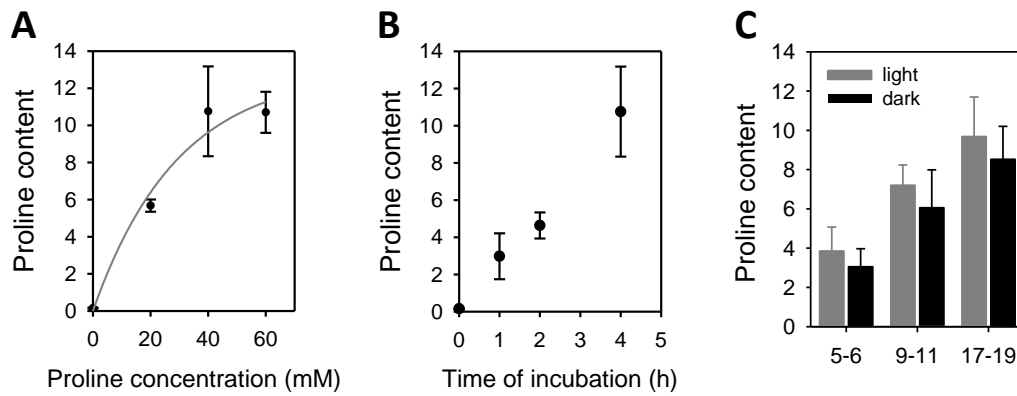 A
Proline content
14
12
10
8
6
4
2
0
0 20 40 60
Proline concentration (mM)
B
Proline content
14
12
10
8
6
4
2
0
0 1 2 3 4 5
Time of incubation (h)
C
Proline content
14
12
10
8
6
4
2
0
light
dark
5-6 9-11 17-19